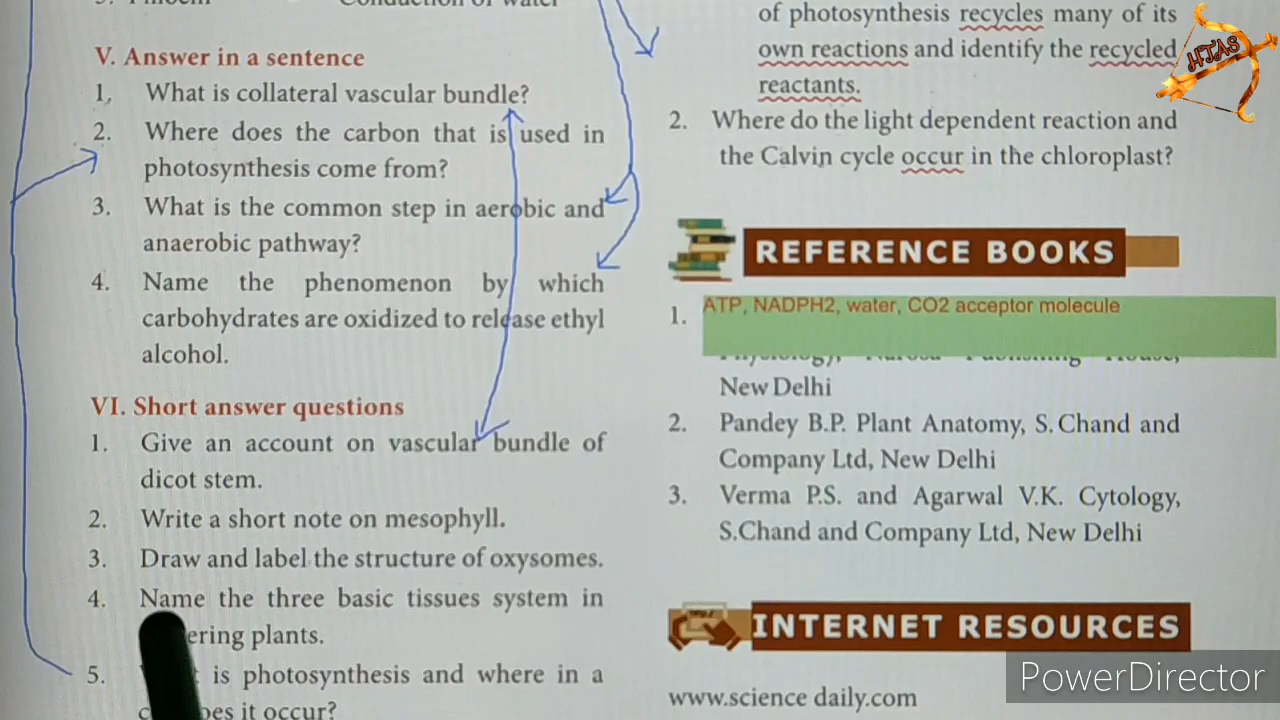 V. Answer in a sentence
1. What is collateral vascular bundle?
2. Where does the carbon that is used in
photosynthesis come from?
3. What is the common step in aerobic and
anaerobic pathway?
4. Name the phenomenon by which
carbohydrates are oxidized to release ethyl
alcohol.
VI. Short answer questions
1. Give an account on vascular bundle of
dicot stem.
2. Write a short note on mesophyll.
3. Draw and label the structure of oxysomes.
4. Name the three basic tissues system in
ering plants.
5. is photosynthesis and where in a
it occur?
of photosynthesis recycles many of its
own reactions and identify the recycled
reactants.
2. Where do the light dependent reaction and
the Calvin cycle occur in the chloroplast?
REFERENCE BOOKS
1. ATP, NADPH2, water, CO2 acceptor molecule
New Delhi
2. Pandey B.P. Plant Anatomy, S. Chand and
Company Ltd, New Delhi
3. Verma P.S. and Agarwal V.K. Cytology,
S.Chand and Company Ltd, New Delhi
INTERNET RESOURCES
www.science daily.com
HTAS
PowerDirector